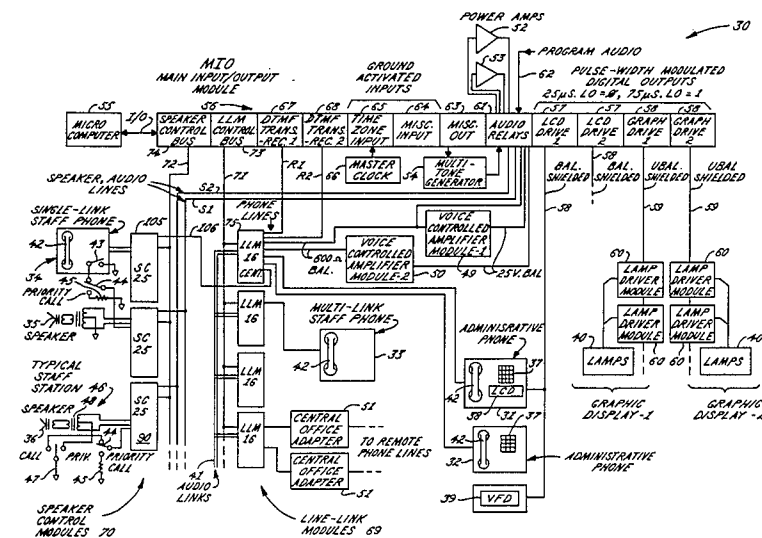 POWER AMPS
52
53
30
MIO
MAIN INPUT/OUTPUT
MODULE
GROUND
ACTIVATED
INPUTS
PROGRAM AUDIO
62
PULSE-WIDTH MODULATED
DIGITAL OUTPUTS
25µS. LO = 0, 75µS. LO = 1
55
I/O
56
67
68
65
64
63
61
57
57
58
58
MICRO
COMPUTER
SPEAKER
CONTROL
BUS
LLM
CONTROL
BUS
DTMF
TRANS.
-REC. 1
DTMF
TRANS.
-REC. 2
TIME
ZONE
INPUT
MISC.
INPUT
MISC.
OUT
AUDIO
RELAYS
LCD
DRIVE
1
LCD
DRIVE
2
GRAPH
DRIVE
1
GRAPH
DRIVE
2
74
72
73
71
R1
R2
66
MASTER
CLOCK
54
MULTI-
TONE
GENERATOR
58
BAL.
SHIELDED
BAL.
SHIELDED
UBAL
SHIELDED
UBAL
SHIELDED
58
59
59
SPEAKER, AUDIO
LINES
S2
S1
PHONE
LINES
SINGLE-LINK
STAFF PHONE
105
106
42
43
34
45
44
PRIORITY
CALL
SC
25
75
LLM
16
CENT.
600Ω
BAL.
VOICE
CONTROLLED
AMPLIFIER
MODULE-2
50
VOICE
CONTROLLED
AMPLIFIER
MODULE-1
49
25V. BAL
60
60
LAMP
DRIVER
MODULE
LAMP
DRIVER
MODULE
LAMP
DRIVER
MODULE
LAMP
DRIVER
MODULE
60
60
40
LAMPS
LAMPS
40
GRAPHIC
DISPLAY-1
GRAPHIC
DISPLAY-2
35
SPEAKER
SC
25
LLM
16
MULTI-LINK
STAFF PHONE
42
33
LLM
16
ADMINISRATIVE
PHONE
37
42
LCD
38
31
TYPICAL
STAFF
STATION
46
SPEAKER
48
36
44
CALL
PRIV.
PRIORITY
CALL
47
45
SC
25
90
LLM
16
CENTRAL
OFFICE
ADAPTER
51
CENTRAL
OFFICE
ADAPTER
51
TO REMOTE
PHONE LINES
42
37
32
ADMINISTRATIVE
PHONE
39
VFD
41
AUDIO
LINKS
SPEAKER
CONTROL
MODULES 70
LINE-LINK
MODULES 69